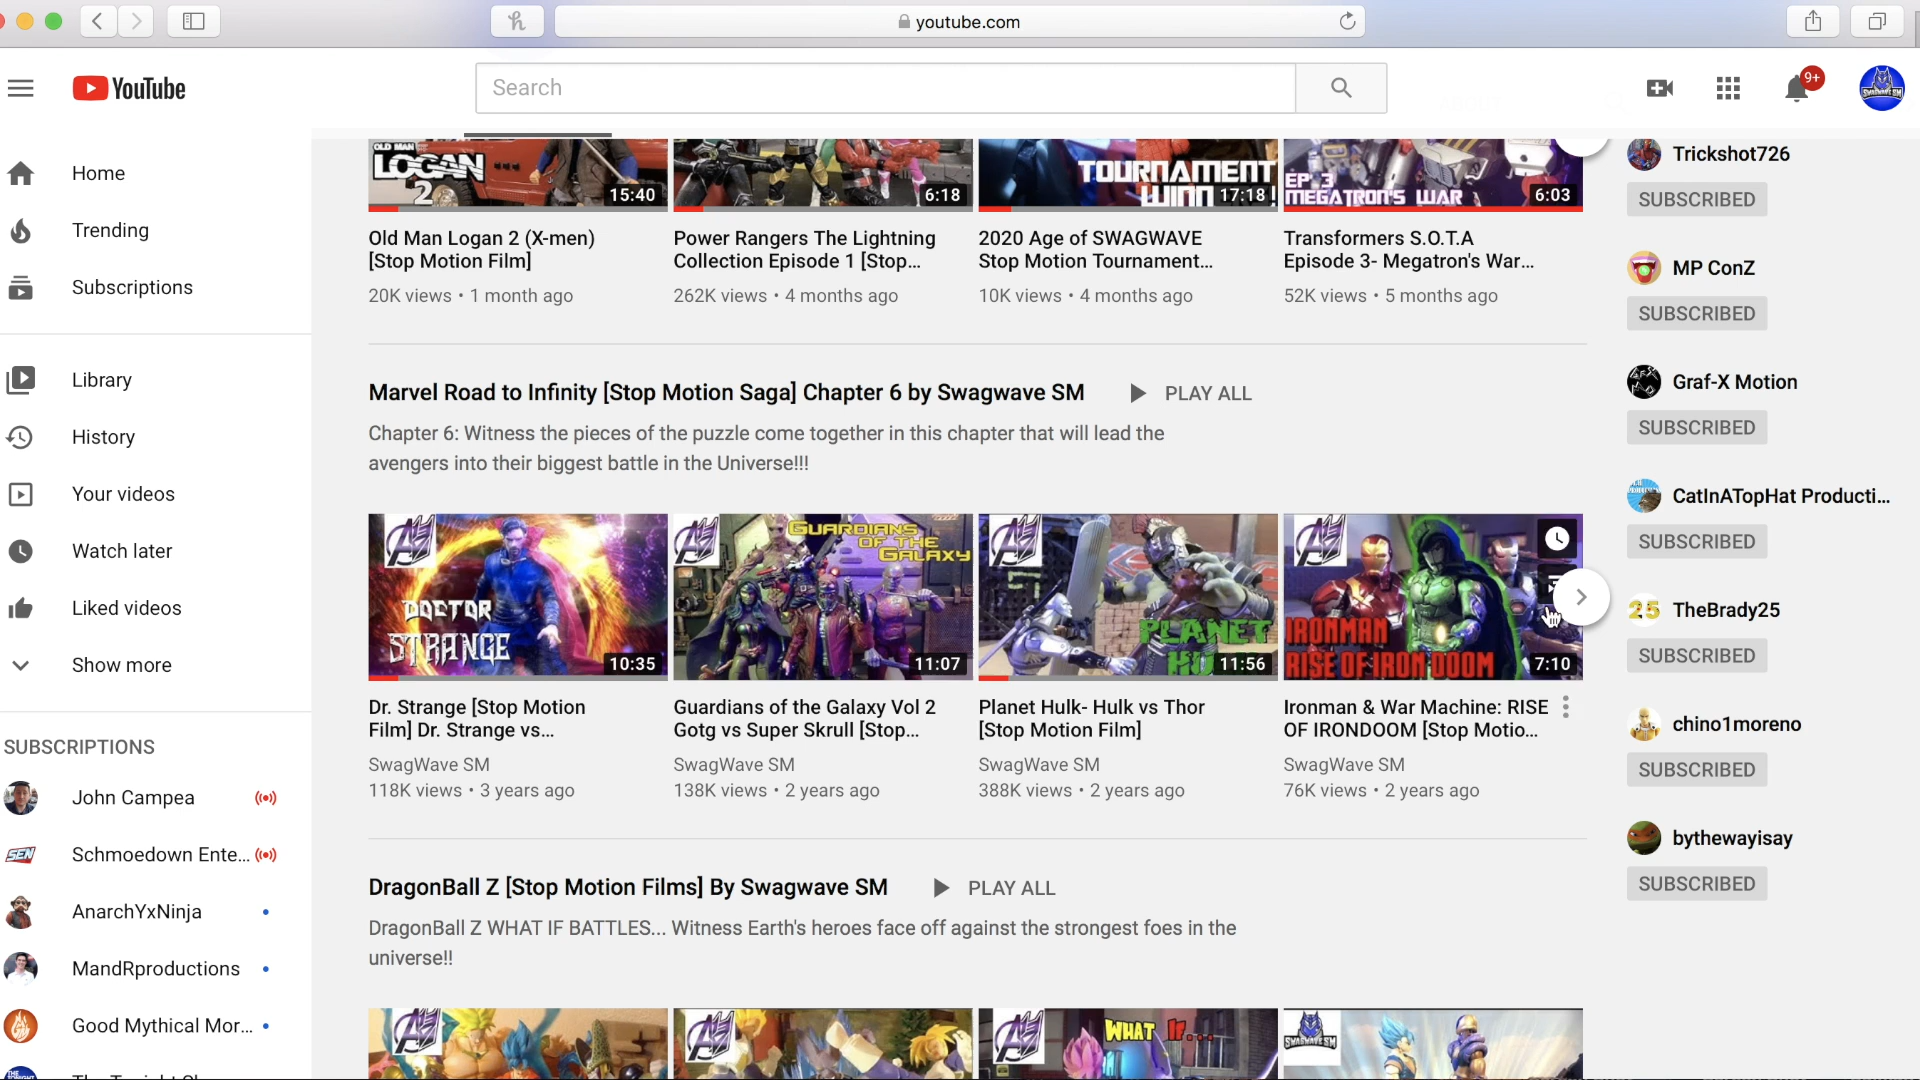 youtube.com
YouTube
Search
9+
Home
Trending
Subscriptions
Library
History
Your videos
Watch later
Liked videos
Show more
SUBSCRIPTIONS
John Campea
Schmoedown Ente...
AnarchYxNinja
MandRproductions
Good Mythical Mor...
OLD MAN
LOGAN
2
15:40
6:18
TOURNAMENT
17:18
EP. 3
MEGATRON'S WAR
6:03
Old Man Logan 2 (X-men)
[Stop Motion Film]
20K views • 1 month ago
Power Rangers The Lightning
Collection Episode 1 [Stop...
262K views • 4 months ago
2020 Age of SWAGWAVE
Stop Motion Tournament...
10K views • 4 months ago
Transformers S.O.T.A
Episode 3- Megatron's War...
52K views • 5 months ago
Marvel Road to Infinity [Stop Motion Saga] Chapter 6 by Swagwave SM
PLAY ALL
Chapter 6: Witness the pieces of the puzzle come together in this chapter that will lead the
avengers into their biggest battle in the Universe!!!
DOCTOR
STRANGE
10:35
GUARDIANS
OF THE
GALAXY
11:07
PLANET
11:56
IRONMAN
RISE OF IRON DOOM
7:10
Dr. Strange [Stop Motion
Film] Dr. Strange vs...
SwagWave SM
118K views • 3 years ago
Guardians of the Galaxy Vol 2
Gotg vs Super Skrull [Stop...
SwagWave SM
138K views • 2 years ago
Planet Hulk- Hulk vs Thor
[Stop Motion Film]
SwagWave SM
388K views • 2 years ago
Ironman & War Machine: RISE
OF IRONDOOM [Stop Motio...
SwagWave SM
76K views • 2 years ago
DragonBall Z [Stop Motion Films] By Swagwave SM
PLAY ALL
DragonBall Z WHAT IF BATTLES... Witness Earth's heroes face off against the strongest foes in the
universe!!
WHAT IF...
SWAGWAVE SM
Trickshot726
SUBSCRIBED
MP ConZ
SUBSCRIBED
Graf-X Motion
SUBSCRIBED
CatInATopHat Producti...
SUBSCRIBED
25
TheBrady25
SUBSCRIBED
chino1moreno
SUBSCRIBED
bythewayisay
SUBSCRIBED